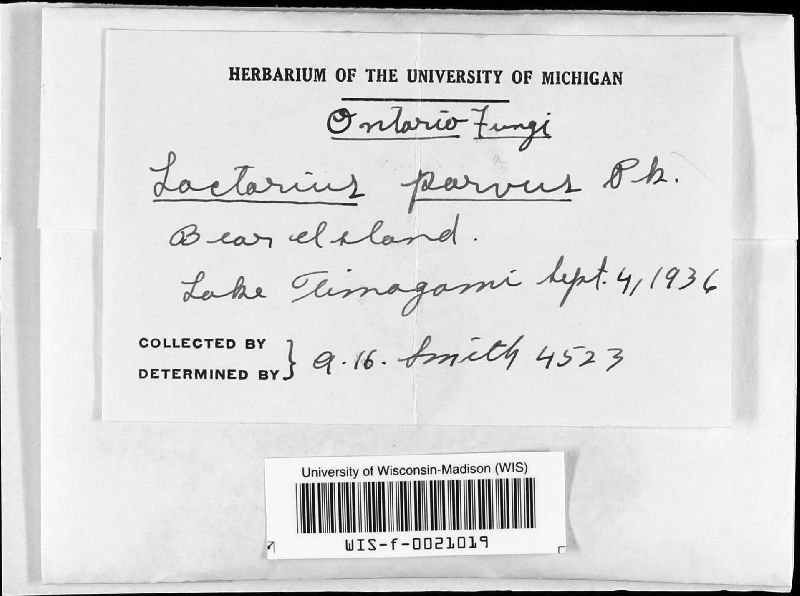 HERBARIUM OF THE UNIVERSITY OF MICHIGAN
Ontario Fungi
Lactarius parvus Pk.
Bear Island.
Lake Timagami Sept. 4, 1936
COLLECTED BY
DETERMINED BY } A. H. Smith 4523
University of Wisconsin-Madison (WIS)
WIS-f-0021019